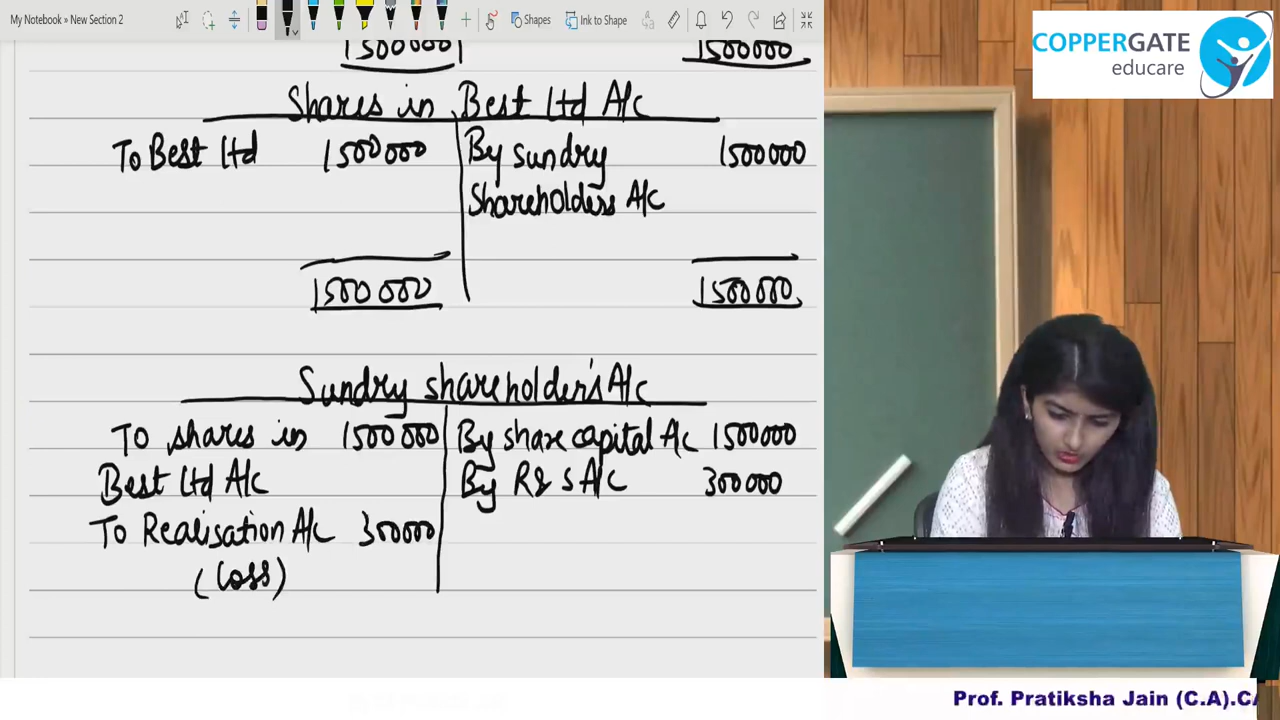 My Notebook » New Section 2
Shapes
Ink to Shape
COPPERGATE
educare
1500000 1500000
Shares in Best Ltd A/c
To Best Ltd 1500000 By Sundry 1500000
Shareholders A/c
1500000 1500000
Sundry shareholder's A/c
To shares in 1500000 By share capital A/c 1500000
Best Ltd A/c By R& S A/c 300000
To Realisation A/c 300000
(Loss)
Prof. Pratiksha Jain (C.A).CA